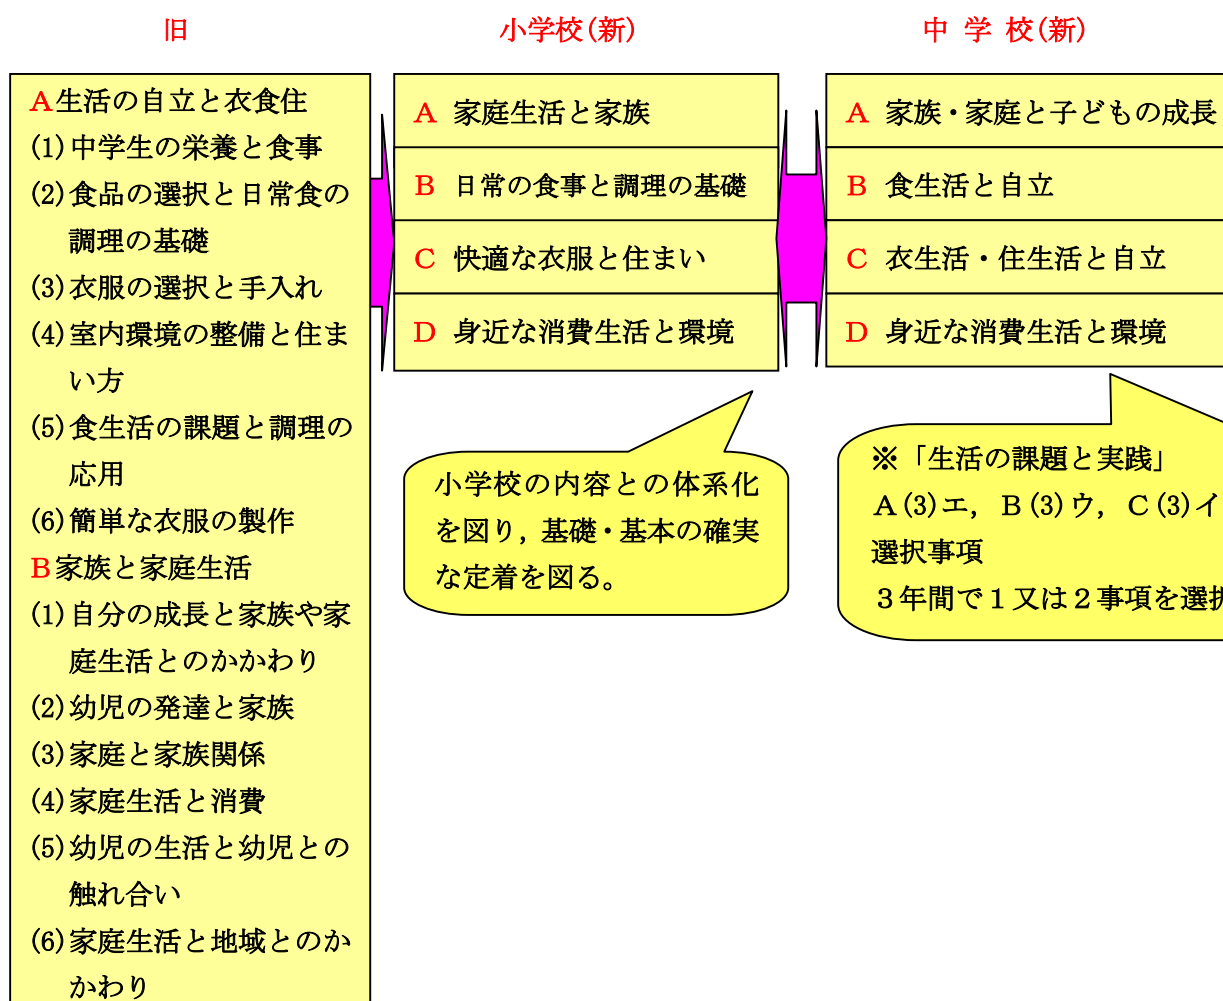 旧
A生活の自立と衣食住
(1)中学生の栄養と食事
(2)食品の選択と日常食の
調理の基礎
(3)衣服の選択と手入れ
(4)室内環境の整備と住ま
い方
(5)食生活の課題と調理の
応用
(6)簡単な衣服の製作
B家族と家庭生活
(1)自分の成長と家族や家
庭生活とのかかわり
(2)幼児の発達と家族
(3)家庭と家族関係
(4)家庭生活と消費
(5)幼児の生活と幼児との
触れ合い
(6)家庭生活と地域とのか
かわり
小学校(新)
A 家庭生活と家族
B 日常の食事と調理の基礎
C 快適な衣服と住まい
D 身近な消費生活と環境
小学校の内容との体系化
を図り，基礎・基本の確実
な定着を図る。
中 学 校(新)
A 家族・家庭と子どもの成長
B 食生活と自立
C 衣生活・住生活と自立
D 身近な消費生活と環境
※「生活の課題と実践」
Ａ(3)エ，Ｂ(3)ウ，Ｃ(3)イ
選択事項
３年間で１又は２事項を選択